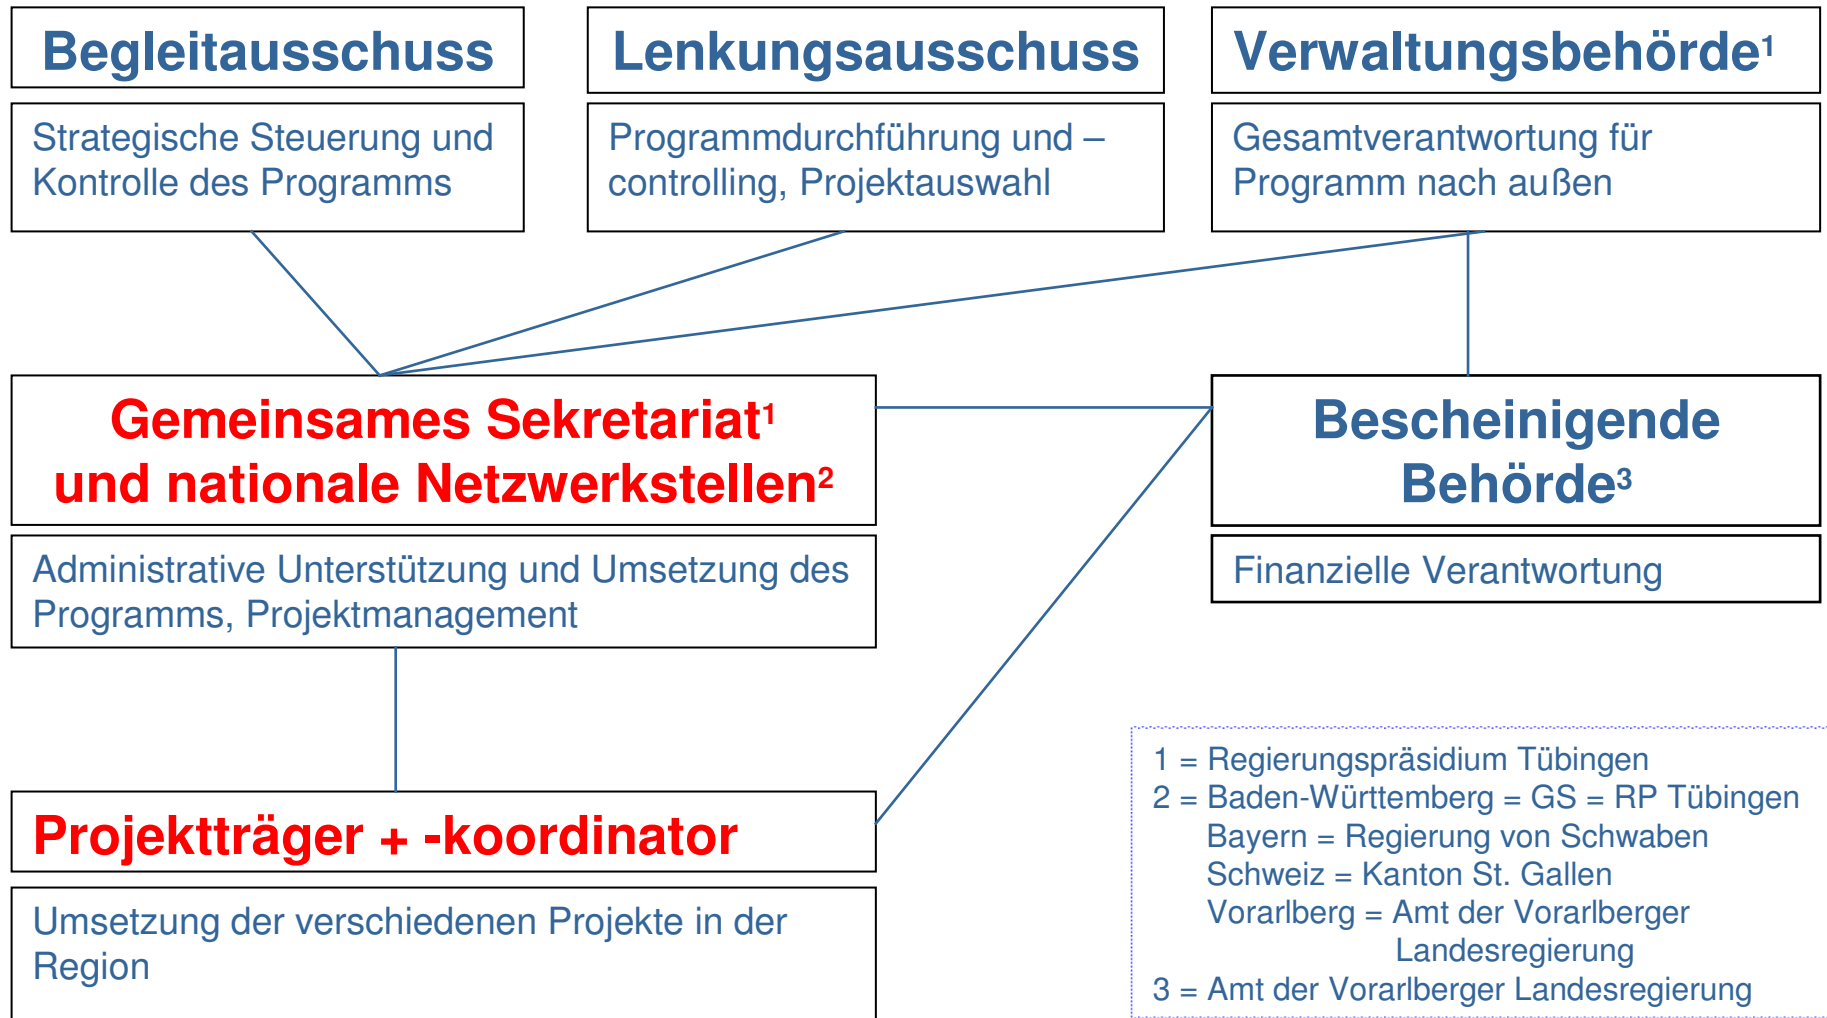 Begleitausschuss
Strategische Steuerung und
Kontrolle des Programms
Lenkungsausschuss
Programmdurchführung und –
controlling, Projektauswahl
Verwaltungsbehörde¹
Gesamtverantwortung für
Programm nach außen
Gemeinsames Sekretariat¹
und nationale Netzwerkstellen²
Administrative Unterstützung und Umsetzung des
Programms, Projektmanagement
Bescheinigende
Behörde³
Finanzielle Verantwortung
Projektträger + -koordinator
Umsetzung der verschiedenen Projekte in der
Region
1 = Regierungspräsidium Tübingen
2 = Baden-Württemberg = GS = RP Tübingen
Bayern = Regierung von Schwaben
Schweiz = Kanton St. Gallen
Vorarlberg = Amt der Vorarlberger
Landesregierung
3 = Amt der Vorarlberger Landesregierung